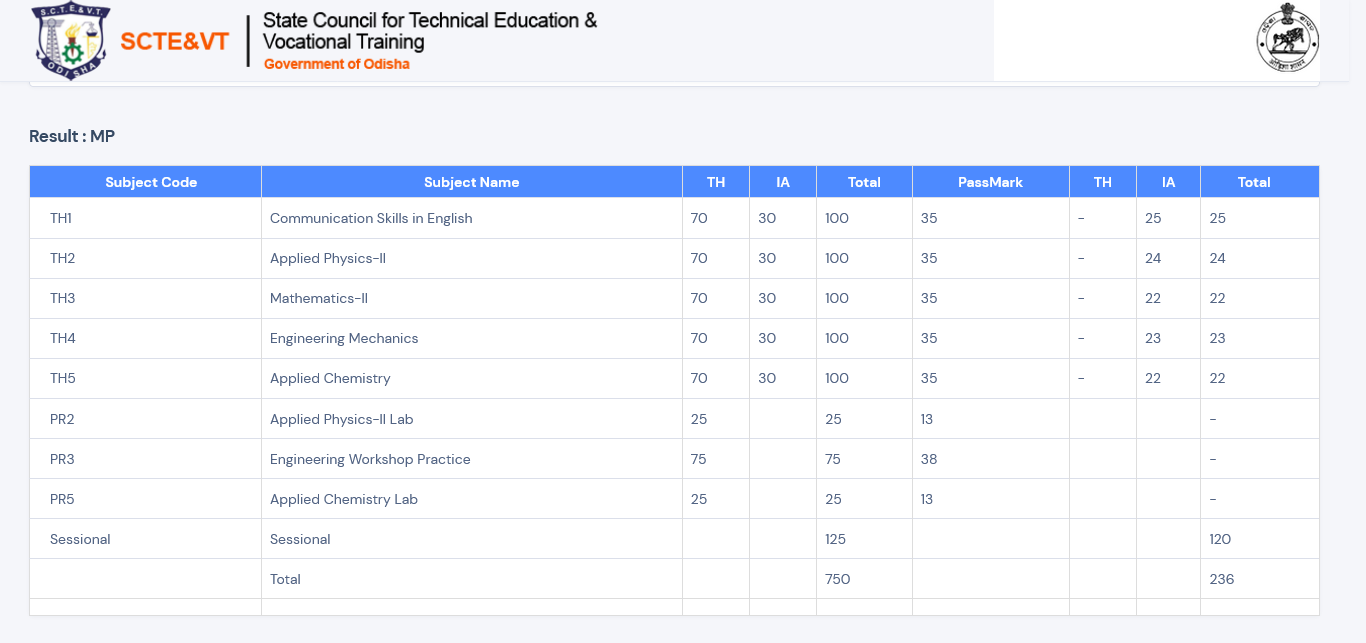 S.C.T.E.&V.T.
ODISHA
SCTE&VT
State Council for Technical Education &
Vocational Training
Government of Odisha
Result : MP
Subject Code Subject Name TH IA Total PassMark TH IA Total
TH1 Communication Skills in English 70 30 100 35 - 25 25
TH2 Applied Physics-II 70 30 100 35 - 24 24
TH3 Mathematics-II 70 30 100 35 - 22 22
TH4 Engineering Mechanics 70 30 100 35 - 23 23
TH5 Applied Chemistry 70 30 100 35 - 22 22
PR2 Applied Physics-II Lab 25 25 13 -
PR3 Engineering Workshop Practice 75 75 38 -
PR5 Applied Chemistry Lab 25 25 13 -
Sessional Sessional 125 120
Total 750 236